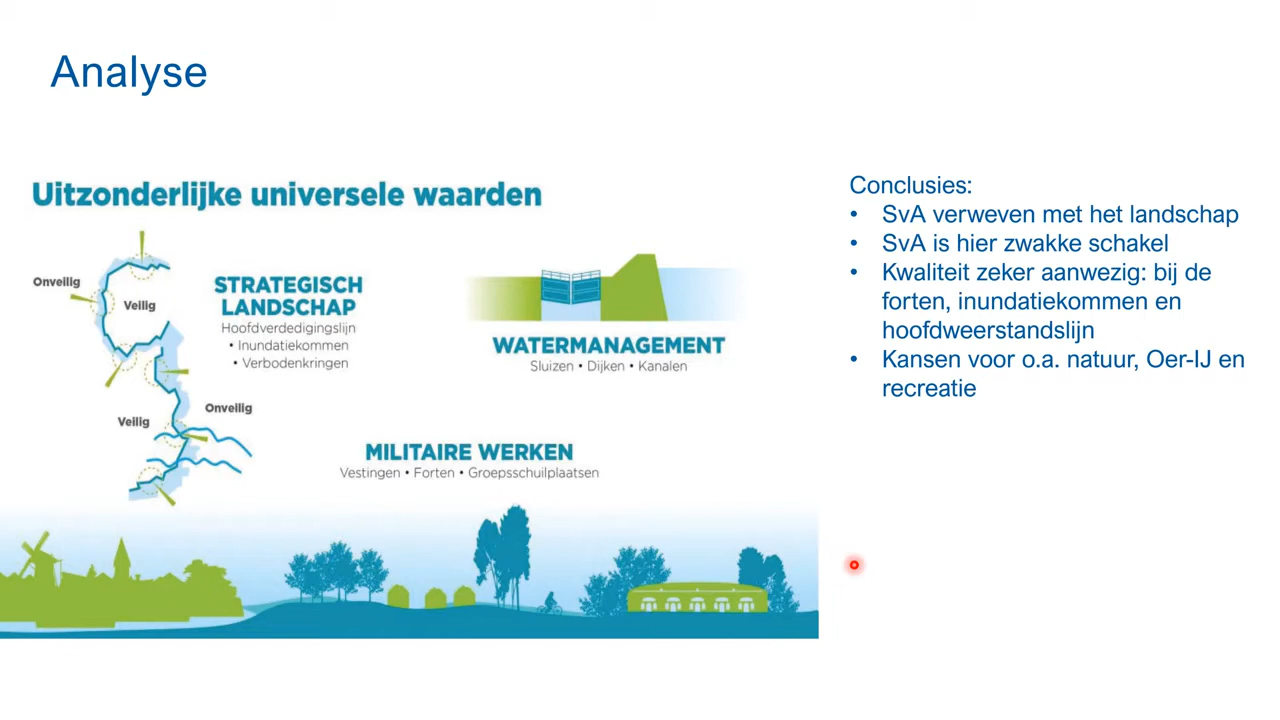 Analyse
Uitzonderlijke universele waarden
Onveilig
Veilig
STRATEGISCH
LANDSCHAP
Hoofdverdedigingslijn
• Inundatiekommen
• Verbodenkringen
WATERMANAGEMENT
Sluizen • Dijken • Kanalen
Onveilig
Veilig
MILITAIRE WERKEN
Vestingen • Forten • Groepsschuilplaatsen
Conclusies:
• SvA verweven met het landschap
• SvA is hier zwakke schakel
• Kwaliteit zeker aanwezig: bij de
forten, inundatiekommen en
hoofdweerstandslijn
• Kansen voor o.a. natuur, Oer-IJ en
recreatie